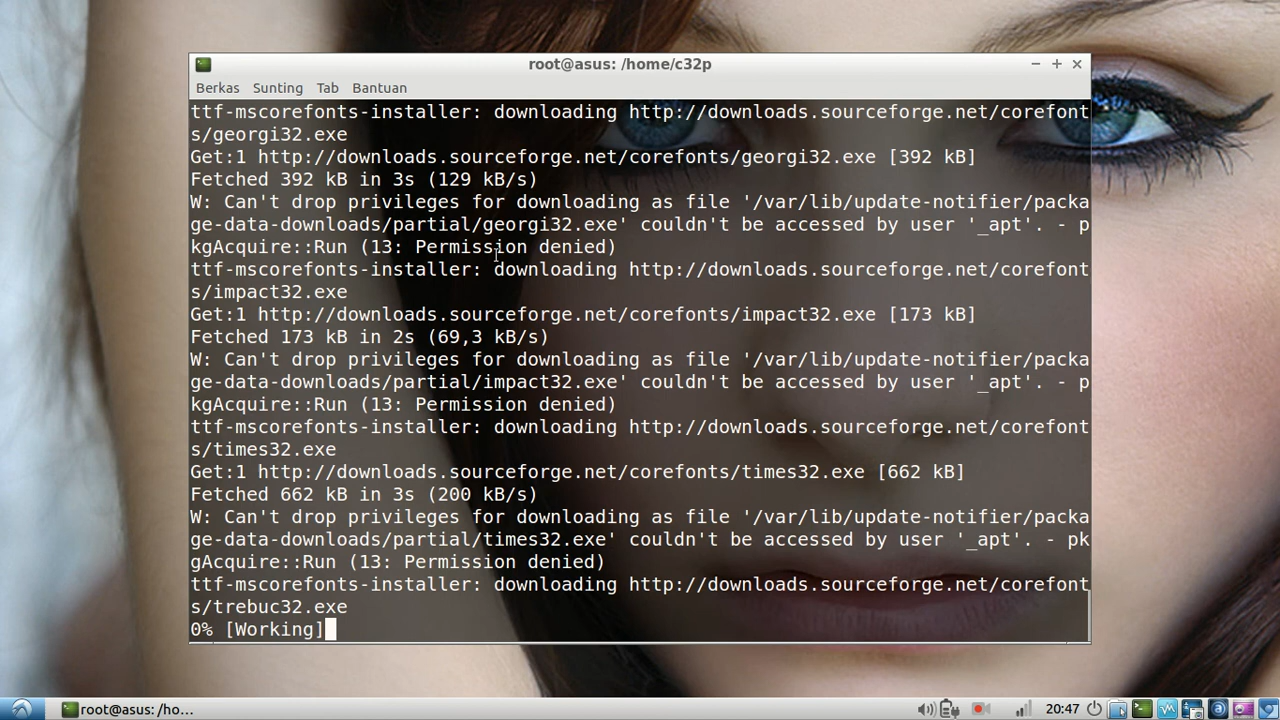 root@asus: /home/c32p
Berkas Sunting Tab Bantuan
ttf-mscorefonts-installer: downloading http://downloads.sourceforge.net/corefont
s/georgi32.exe
Get:1 http://downloads.sourceforge.net/corefonts/georgi32.exe [392 kB]
Fetched 392 kB in 3s (129 kB/s)
W: Can't drop privileges for downloading as file '/var/lib/update-notifier/packa
ge-data-downloads/partial/georgi32.exe' couldn't be accessed by user '_apt'. - p
kgAcquire::Run (13: Permission denied)
ttf-mscorefonts-installer: downloading http://downloads.sourceforge.net/corefont
s/impact32.exe
Get:1 http://downloads.sourceforge.net/corefonts/impact32.exe [173 kB]
Fetched 173 kB in 2s (69,3 kB/s)
W: Can't drop privileges for downloading as file '/var/lib/update-notifier/packa
ge-data-downloads/partial/impact32.exe' couldn't be accessed by user '_apt'. - p
kgAcquire::Run (13: Permission denied)
ttf-mscorefonts-installer: downloading http://downloads.sourceforge.net/corefont
s/times32.exe
Get:1 http://downloads.sourceforge.net/corefonts/times32.exe [662 kB]
Fetched 662 kB in 3s (200 kB/s)
W: Can't drop privileges for downloading as file '/var/lib/update-notifier/packa
ge-data-downloads/partial/times32.exe' couldn't be accessed by user '_apt'. - pk
gAcquire::Run (13: Permission denied)
ttf-mscorefonts-installer: downloading http://downloads.sourceforge.net/corefont
s/trebuc32.exe
0% [Working]
root@asus: /ho... 20:47